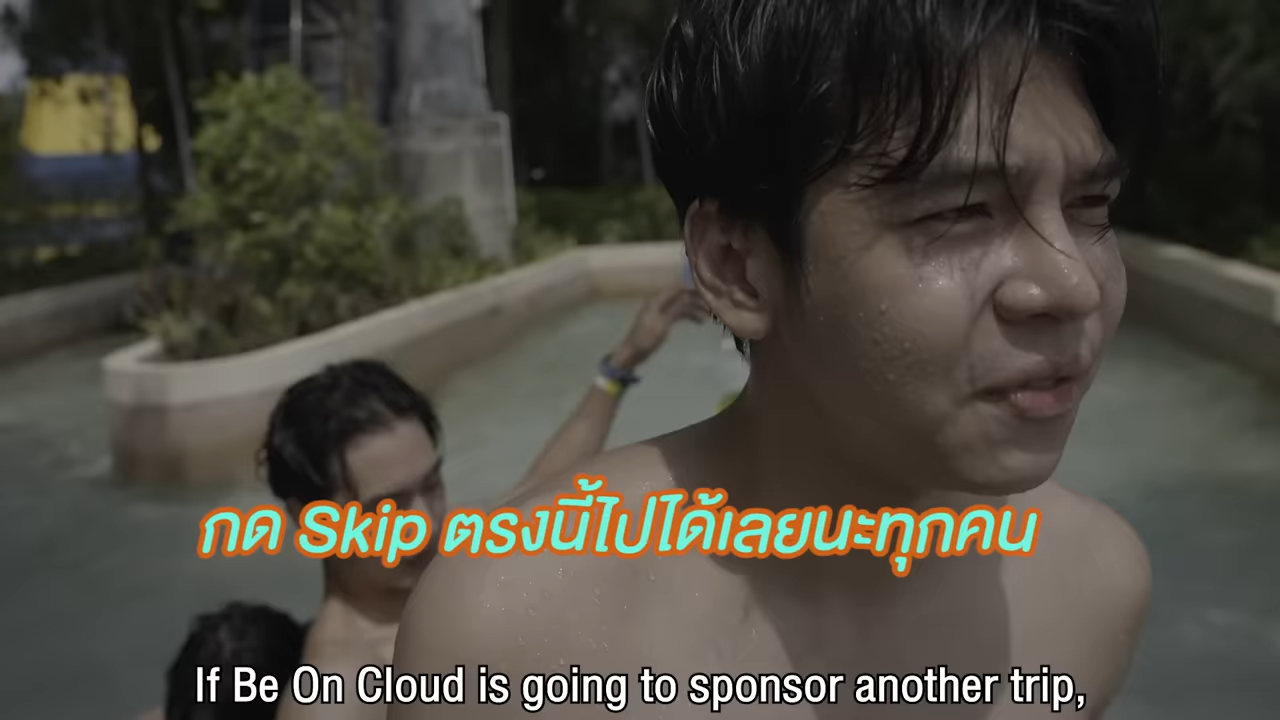 กด Skip ตรงนี้ไปได้เลยนะทุกคน
If Be On Cloud is going to sponsor another trip,